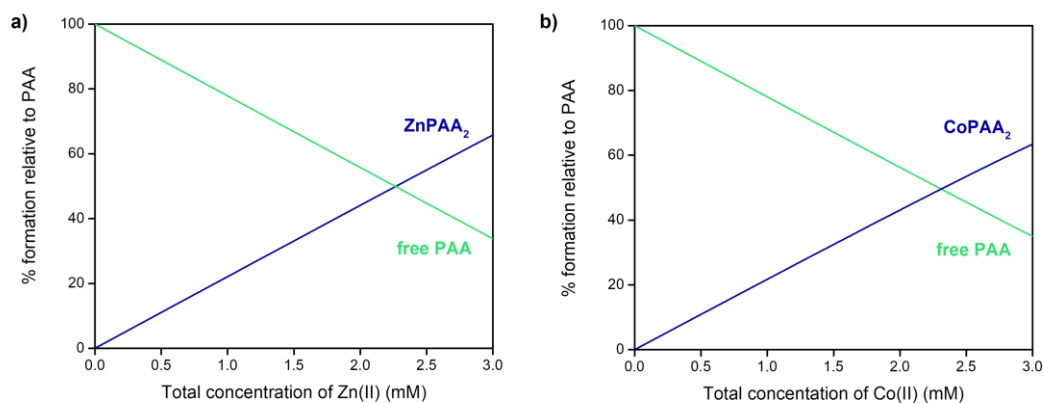 a)
% formation relative to PAA
100
80
60
40
20
0
ZnPAA₂
free PAA
0.0 0.5 1.0 1.5 2.0 2.5 3.0
Total concentration of Zn(II) (mM)
b)
% formation relative to PAA
100
80
60
40
20
0
CoPAA₂
free PAA
0.0 0.5 1.0 1.5 2.0 2.5 3.0
Total concentation of Co(II) (mM)